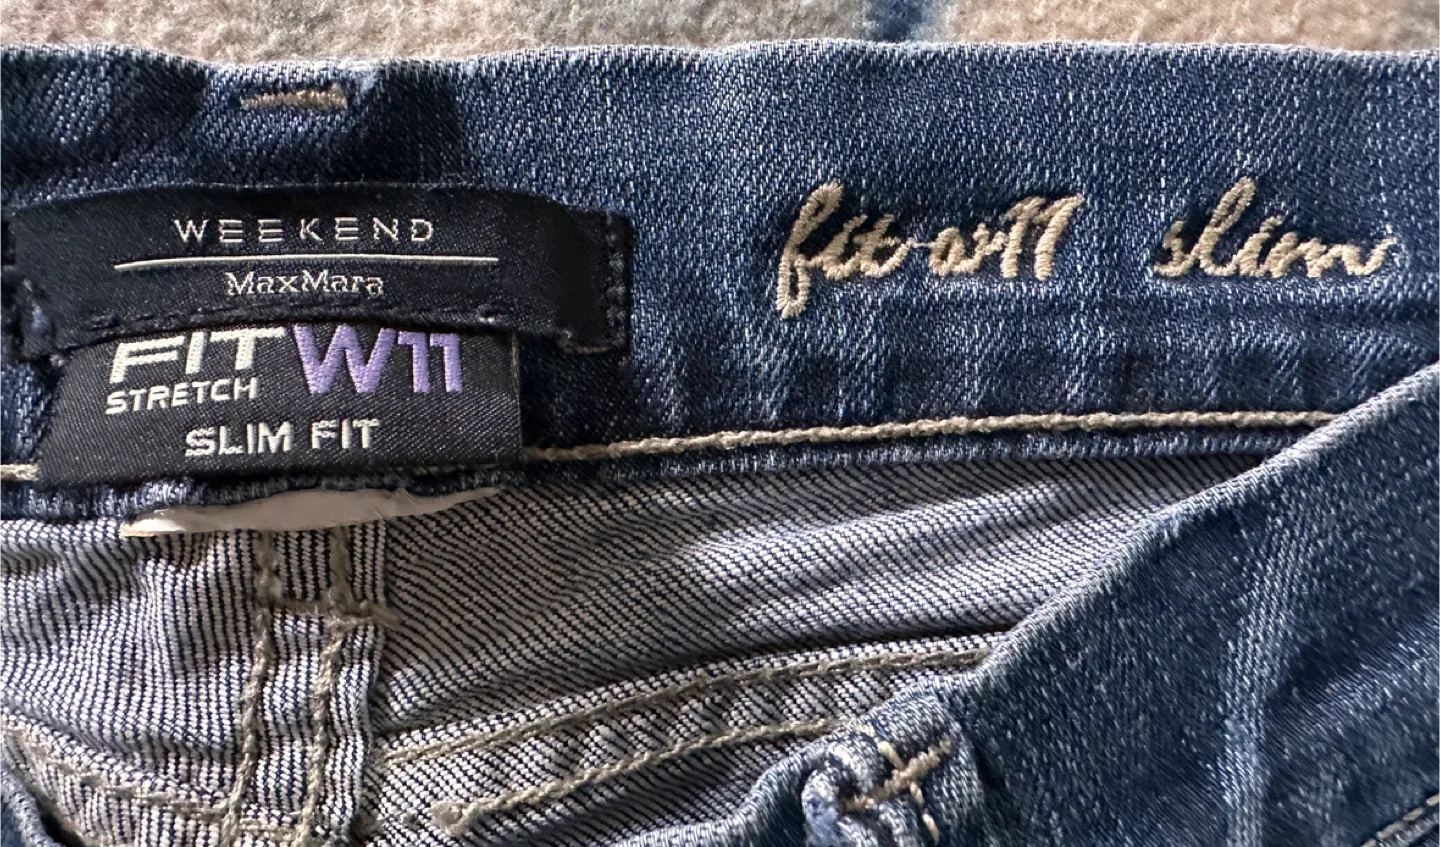 WEEKEND
MaxMara
FIT W11
STRETCH
SLIM FIT
fit-w11 slim